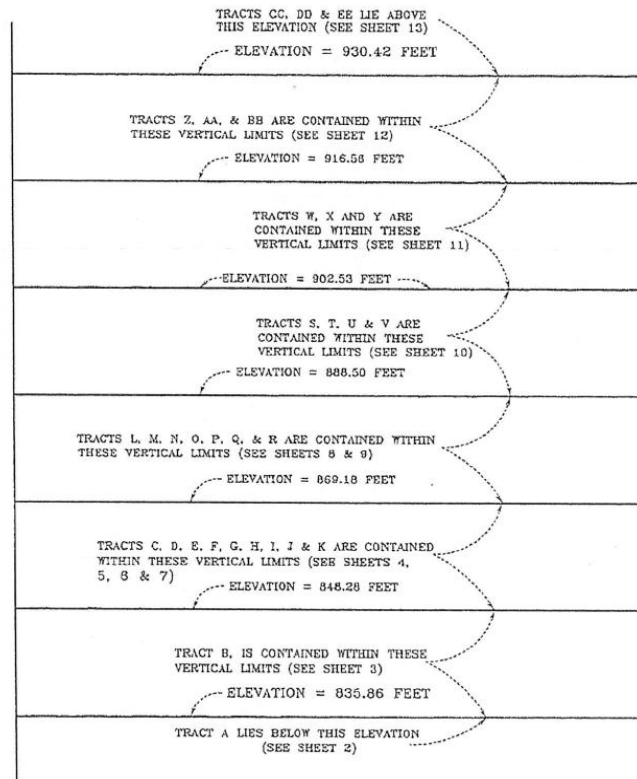 TRACTS CC, DD & EE LIE ABOVE
THIS ELEVATION (SEE SHEET 13)
ELEVATION = 930.42 FEET
TRACTS Z, AA, & BB ARE CONTAINED WITHIN
THESE VERTICAL LIMITS (SEE SHEET 12)
ELEVATION = 916.56 FEET
TRACTS W, X AND Y ARE
CONTAINED WITHIN THESE
VERTICAL LIMITS (SEE SHEET 11)
ELEVATION = 902.53 FEET
TRACTS S, T, U & V ARE
CONTAINED WITHIN THESE
VERTICAL LIMITS (SEE SHEET 10)
ELEVATION = 888.50 FEET
TRACTS L, M, N, O, P, Q, & R ARE CONTAINED WITHIN
THESE VERTICAL LIMITS (SEE SHEETS 8 & 9)
ELEVATION = 869.18 FEET
TRACTS C, D, E, F, G, H, I, J & K ARE CONTAINED
WITHIN THESE VERTICAL LIMITS (SEE SHEETS 4,
5, 6 & 7)
ELEVATION = 848.28 FEET
TRACT B, IS CONTAINED WITHIN THESE
VERTICAL LIMITS (SEE SHEET 3)
ELEVATION = 835.86 FEET
TRACT A LIES BELOW THIS ELEVATION
(SEE SHEET 2)